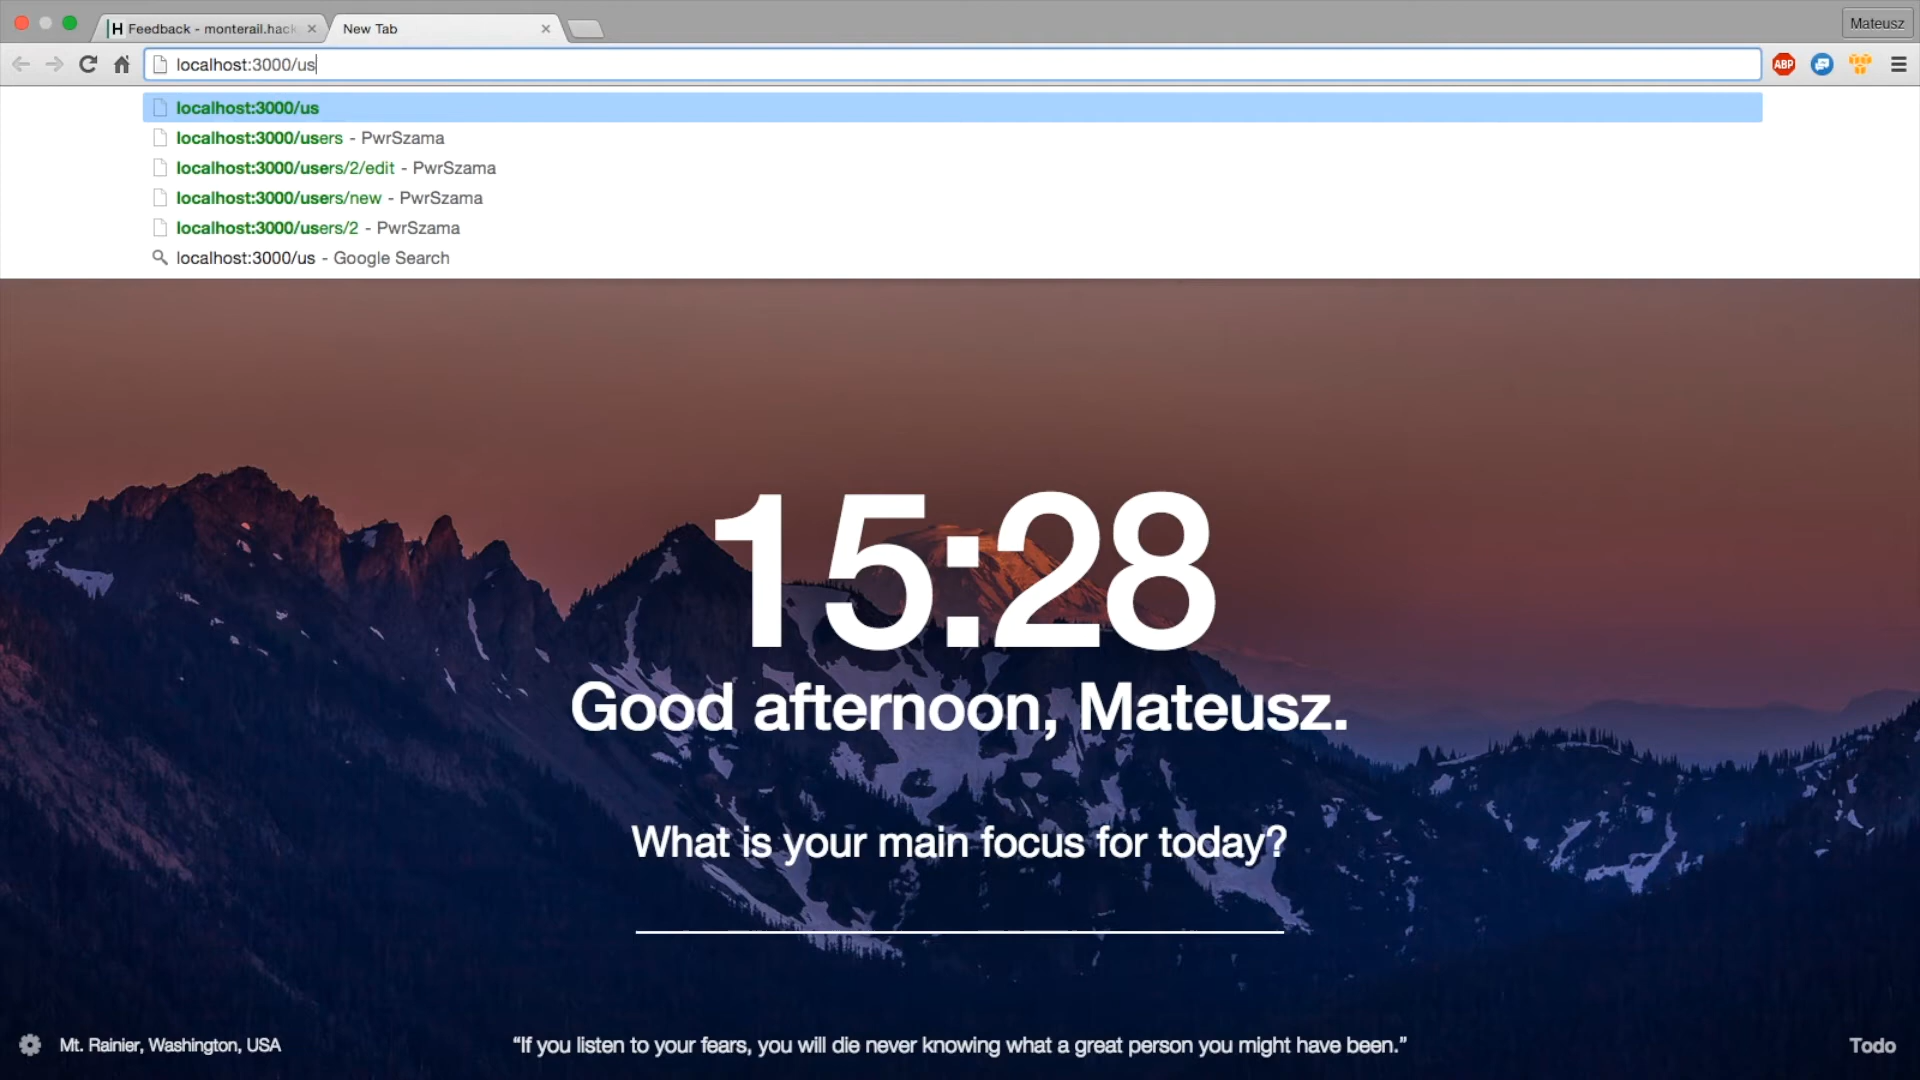 Feedback - monterail.hack
New Tab
Mateusz
localhost:3000/us
ABP
localhost:3000/us
localhost:3000/users - PwrSzama
localhost:3000/users/2/edit - PwrSzama
localhost:3000/users/new - PwrSzama
localhost:3000/users/2 - PwrSzama
localhost:3000/us - Google Search
15:28
Good afternoon, Mateusz.
What is your main focus for today?
Mt. Rainier, Washington, USA
“If you listen to your fears, you will die never knowing what a great person you might have been.”
Todo